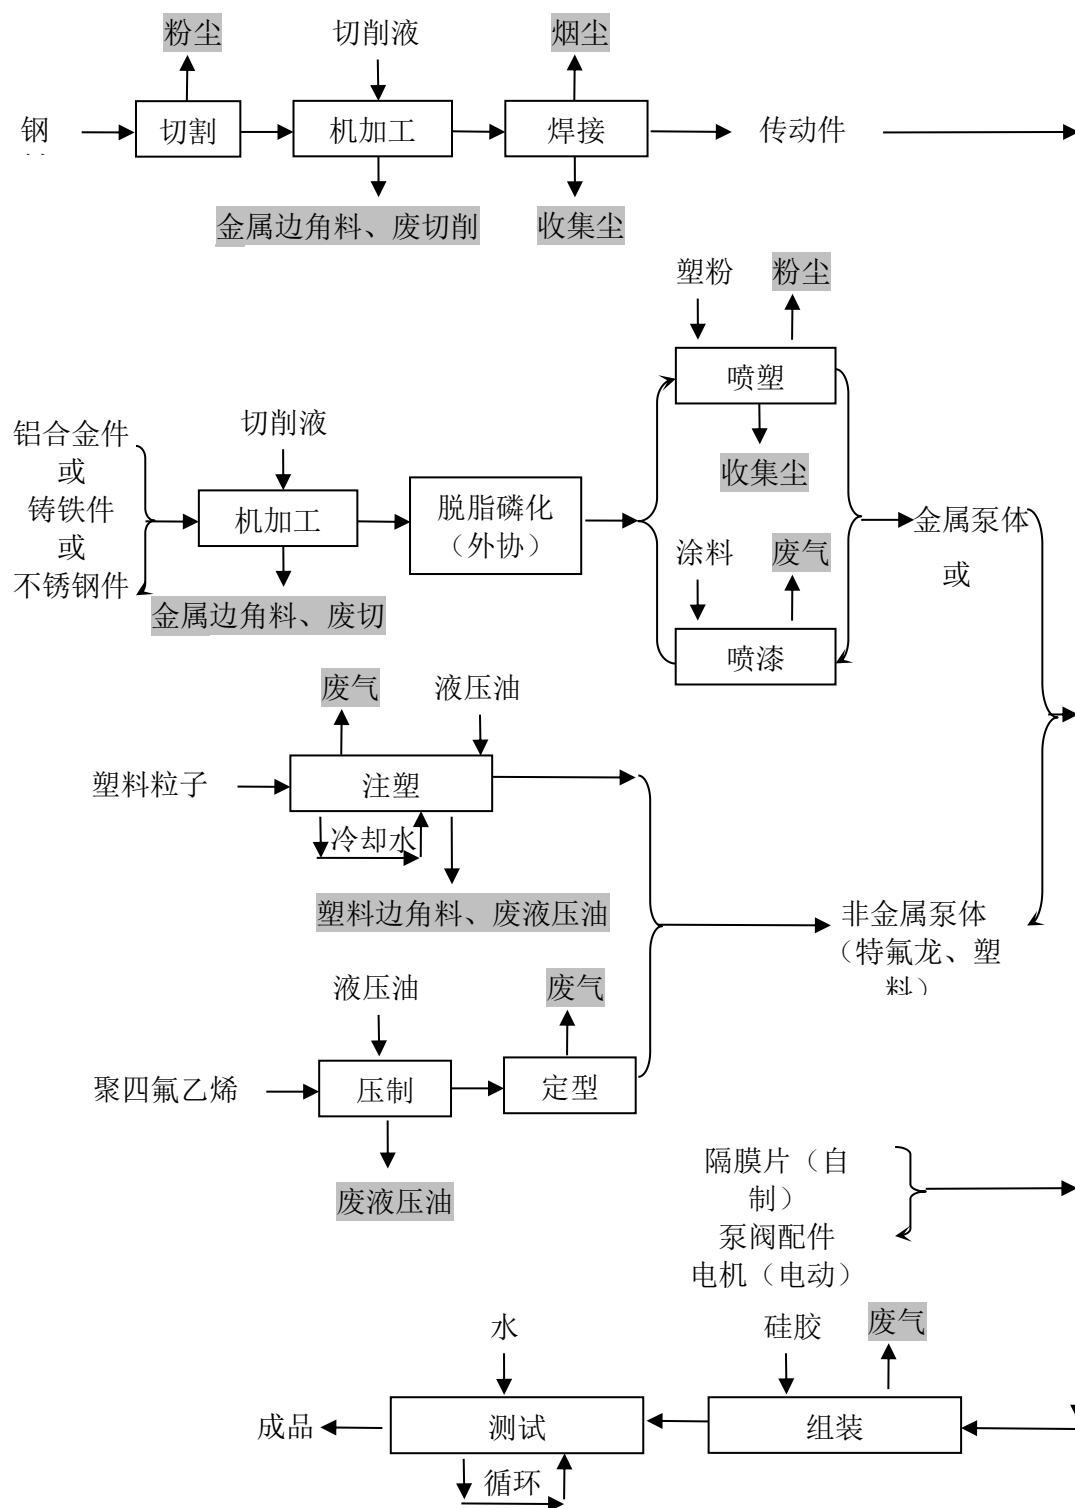 粉尘
切削液
烟尘
钢
切割
机加工
焊接
传动件
金属边角料、废切削
收集尘
塑粉
粉尘
喷塑
收集尘
铝合金件
或
铸铁件
或
不锈钢件
切削液
机加工
脱脂磷化
（外协）
金属边角料、废切
涂料
废气
喷漆
金属泵体
或
废气
液压油
塑料粒子
注塑
冷却水
塑料边角料、废液压油
非金属泵体
（特氟龙、塑
料）
液压油
废气
聚四氟乙烯
压制
定型
废液压油
隔膜片（自
制）
泵阀配件
电机（电动）
水
硅胶
废气
成品
测试
组装
循环